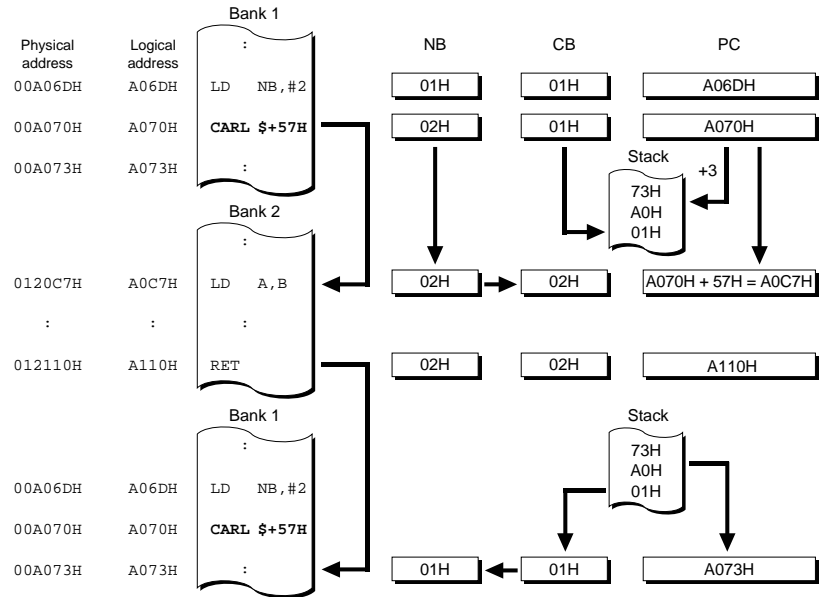 Bank 1
Physical address Logical address : NB CB PC
00A06DH A06DH LD NB,#2 01H 01H A06DH
00A070H A070H CARL $+57H 02H 01H A070H
00A073H A073H : Stack +3
73H
A0H
01H
Bank 2
:
0120C7H A0C7H LD A,B 02H 02H A070H + 57H = A0C7H
: : :
012110H A110H RET 02H 02H A110H
Bank 1 Stack
:
73H
A0H
01H
00A06DH A06DH LD NB,#2
00A070H A070H CARL $+57H
00A073H A073H : 01H 01H A073H